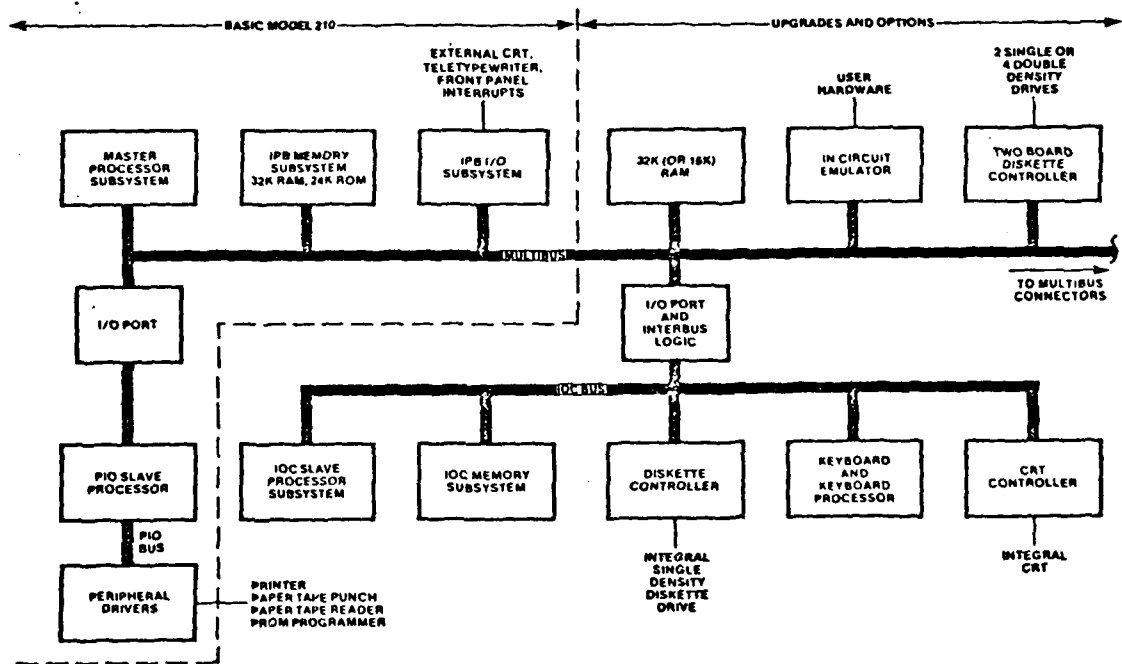 BASIC MODEL 210
UPGRADES AND OPTIONS
EXTERNAL CRT,
TELETYPEWRITER,
FRONT PANEL
INTERRUPTS
USER
HARDWARE
2 SINGLE OR
4 DOUBLE
DENSITY
DRIVES
MASTER
PROCESSOR
SUBSYSTEM
IPB MEMORY
SUBSYSTEM
32K RAM, 24K ROM
IPB I/O
SUBSYSTEM
32K (OR 16K)
RAM
IN CIRCUIT
EMULATOR
TWO BOARD
DISKETTE
CONTROLLER
MULTIBUS
TO MULTIBUS
CONNECTORS
I/O PORT
I/O PORT
AND
INTERBUS
LOGIC
IOC BUS
PIO SLAVE
PROCESSOR
IOC SLAVE
PROCESSOR
SUBSYSTEM
IOC MEMORY
SUBSYSTEM
DISKETTE
CONTROLLER
KEYBOARD
AND
KEYBOARD
PROCESSOR
CRT
CONTROLLER
PIO
BUS
INTEGRAL
SINGLE
DENSITY
DISKETTE
DRIVE
INTEGRAL
CRT
PERIPHERAL
DRIVERS
PRINTER
PAPER TAPE PUNCH
PAPER TAPE READER
PROM PROGRAMMER